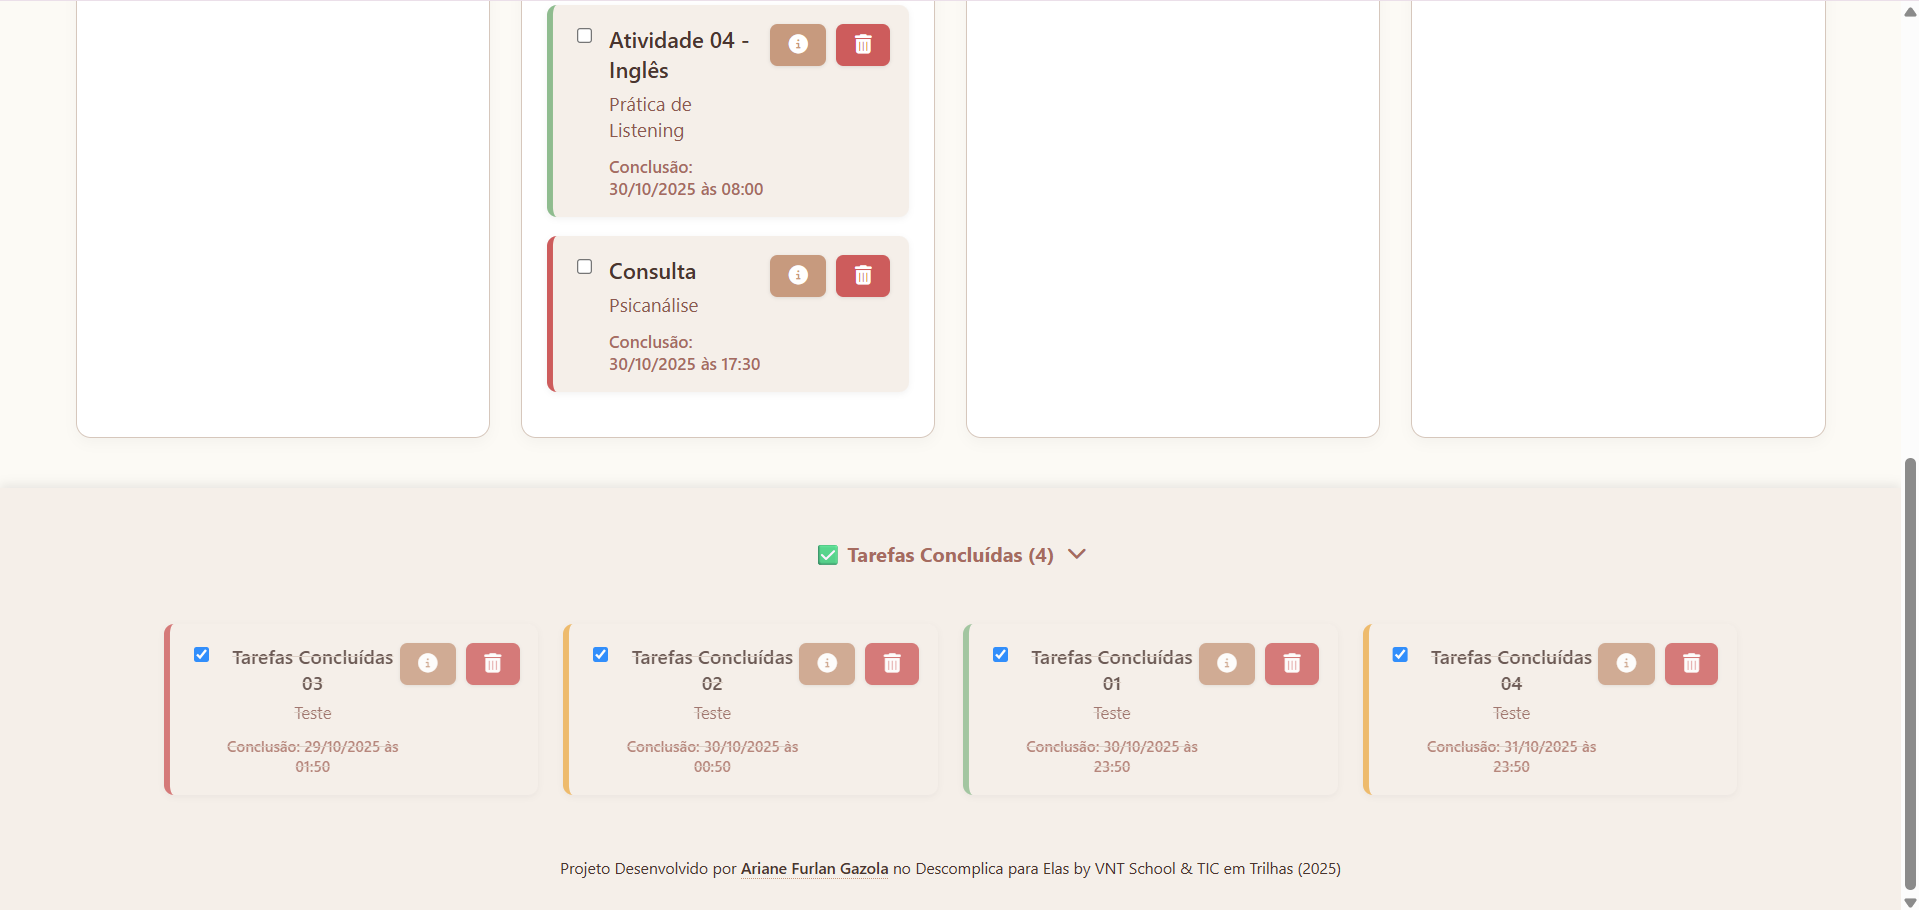 Atividade 04 -
Inglês
Prática de
Listening
Conclusão:
30/10/2025 às 08:00
Consulta
Psicanálise
Conclusão:
30/10/2025 às 17:30
✅ Tarefas Concluídas (4)
Tarefas Concluídas
03
Teste
Conclusão: 29/10/2025 às
01:50
Tarefas Concluídas
02
Teste
Conclusão: 30/10/2025 às
00:50
Tarefas Concluídas
01
Teste
Conclusão: 30/10/2025 às
23:50
Tarefas Concluídas
04
Teste
Conclusão: 31/10/2025 às
23:50
Projeto Desenvolvido por Ariane Furlan Gazola no Descomplica para Elas by VNT School & TIC em Trilhas (2025)